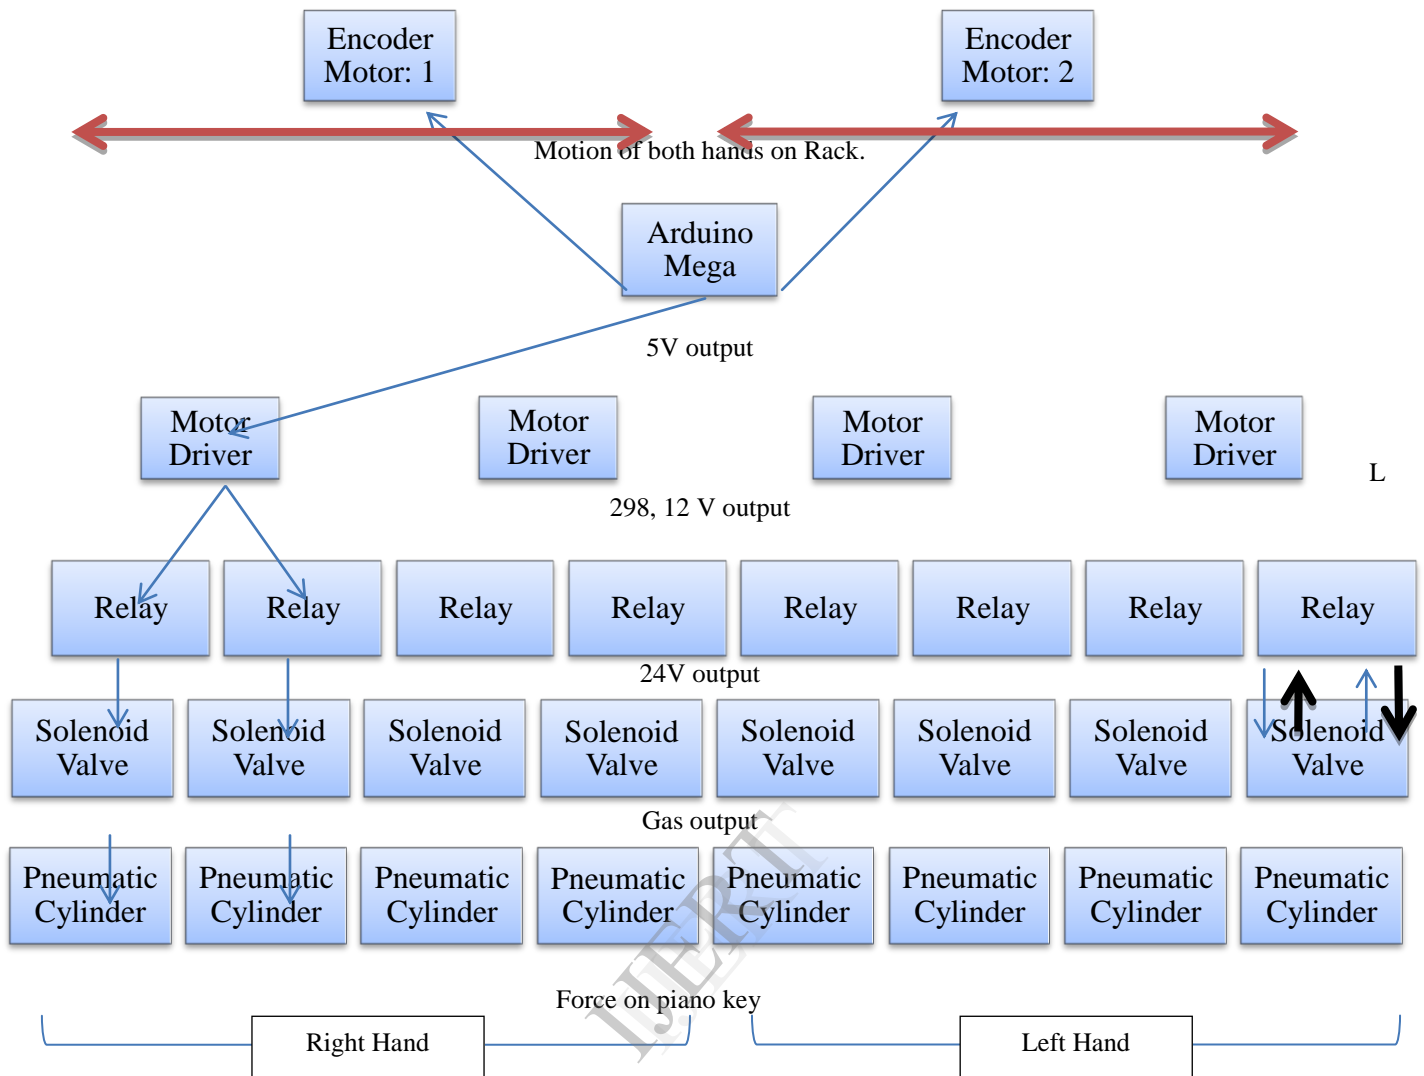 Encoder
Motor: 1
Encoder
Motor: 2
Motion of both hands on Rack.
Arduino
Mega
5V output
Motor
Driver
Motor
Driver
Motor
Driver
Motor
Driver
L
298, 12 V output
Relay
Relay
Relay
Relay
Relay
Relay
Relay
Relay
24V output
Solenoid
Valve
Solenoid
Valve
Solenoid
Valve
Solenoid
Valve
Solenoid
Valve
Solenoid
Valve
Solenoid
Valve
Solenoid
Valve
Gas output
Pneumatic
Cylinder
Pneumatic
Cylinder
Pneumatic
Cylinder
Pneumatic
Cylinder
Pneumatic
Cylinder
Pneumatic
Cylinder
Pneumatic
Cylinder
Pneumatic
Cylinder
IJERT
Force on piano key
Right Hand
Left Hand